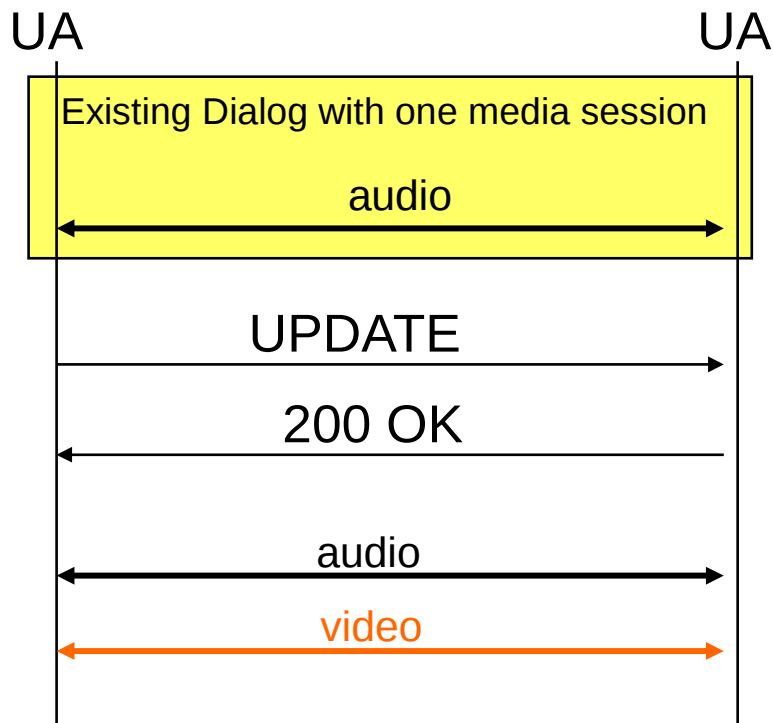 UA
UA
Existing Dialog with one media session
audio
UPDATE
200 OK
audio
video